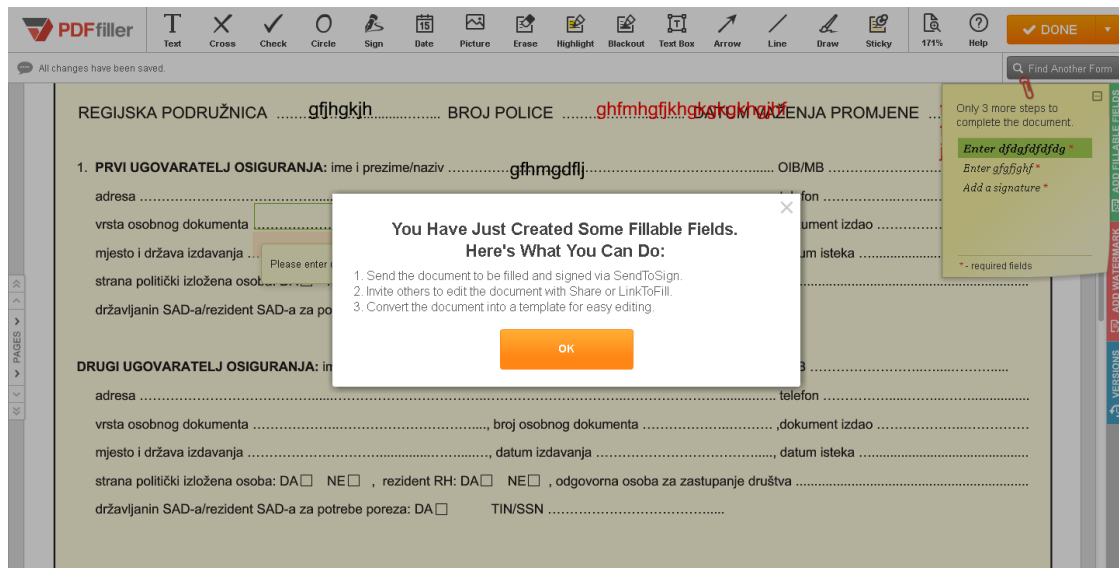 PDFfiller
Text Cross Check Circle Sign Date Picture Erase Highlight Blackout Text Box Arrow Line Draw Sticky 171% Help
DONE
All changes have been saved.
Find Another Form
REGIJSKA PODRUŽNICA ......gfjhgkjh................ BROJ POLICE ...... NJA PROMJENE ..
Only 3 more steps to
complete the document.
Enter dfdgfdfdfdg *
Enter gfgfjghf *
Add a signature *
* - required fields
1. PRVI UGOVARATELJ OSIGURANJA: ime i prezime/naziv ............gfhmgdflj............ OIB/MB
adresa
fon
vrsta osobnog dokumenta
ument izdao
mjesto i država izdavanja
m isteka
Please enter
strana politički izložena
državljanin SAD-a/rezident SAD-a za po
You Have Just Created Some Fillable Fields.
Here's What You Can Do:
1. Send the document to be filled and signed via SendToSign.
2. Invite others to edit the document with Share or LinkToFill.
3. Convert the document into a template for easy editing.
OK
DRUGI UGOVARATELJ OSIGURANJA: im
adresa ........ telefon ........
vrsta osobnog dokumenta ........, broj osobnog dokumenta ........ ,dokument izdao ........
mjesto i država izdavanja ........, datum izdavanja ........, datum isteka ........
strana politički izložena osoba: DA☐ NE☐ , rezident RH: DA☐ NE☐ , odgovorna osoba za zastupanje društva ........
državljanin SAD-a/rezident SAD-a za potrebe poreza: DA☐ TIN/SSN ........
PAGES
ADD FILLABLE FIELDS
ADD WATERMARK
VERSIONS